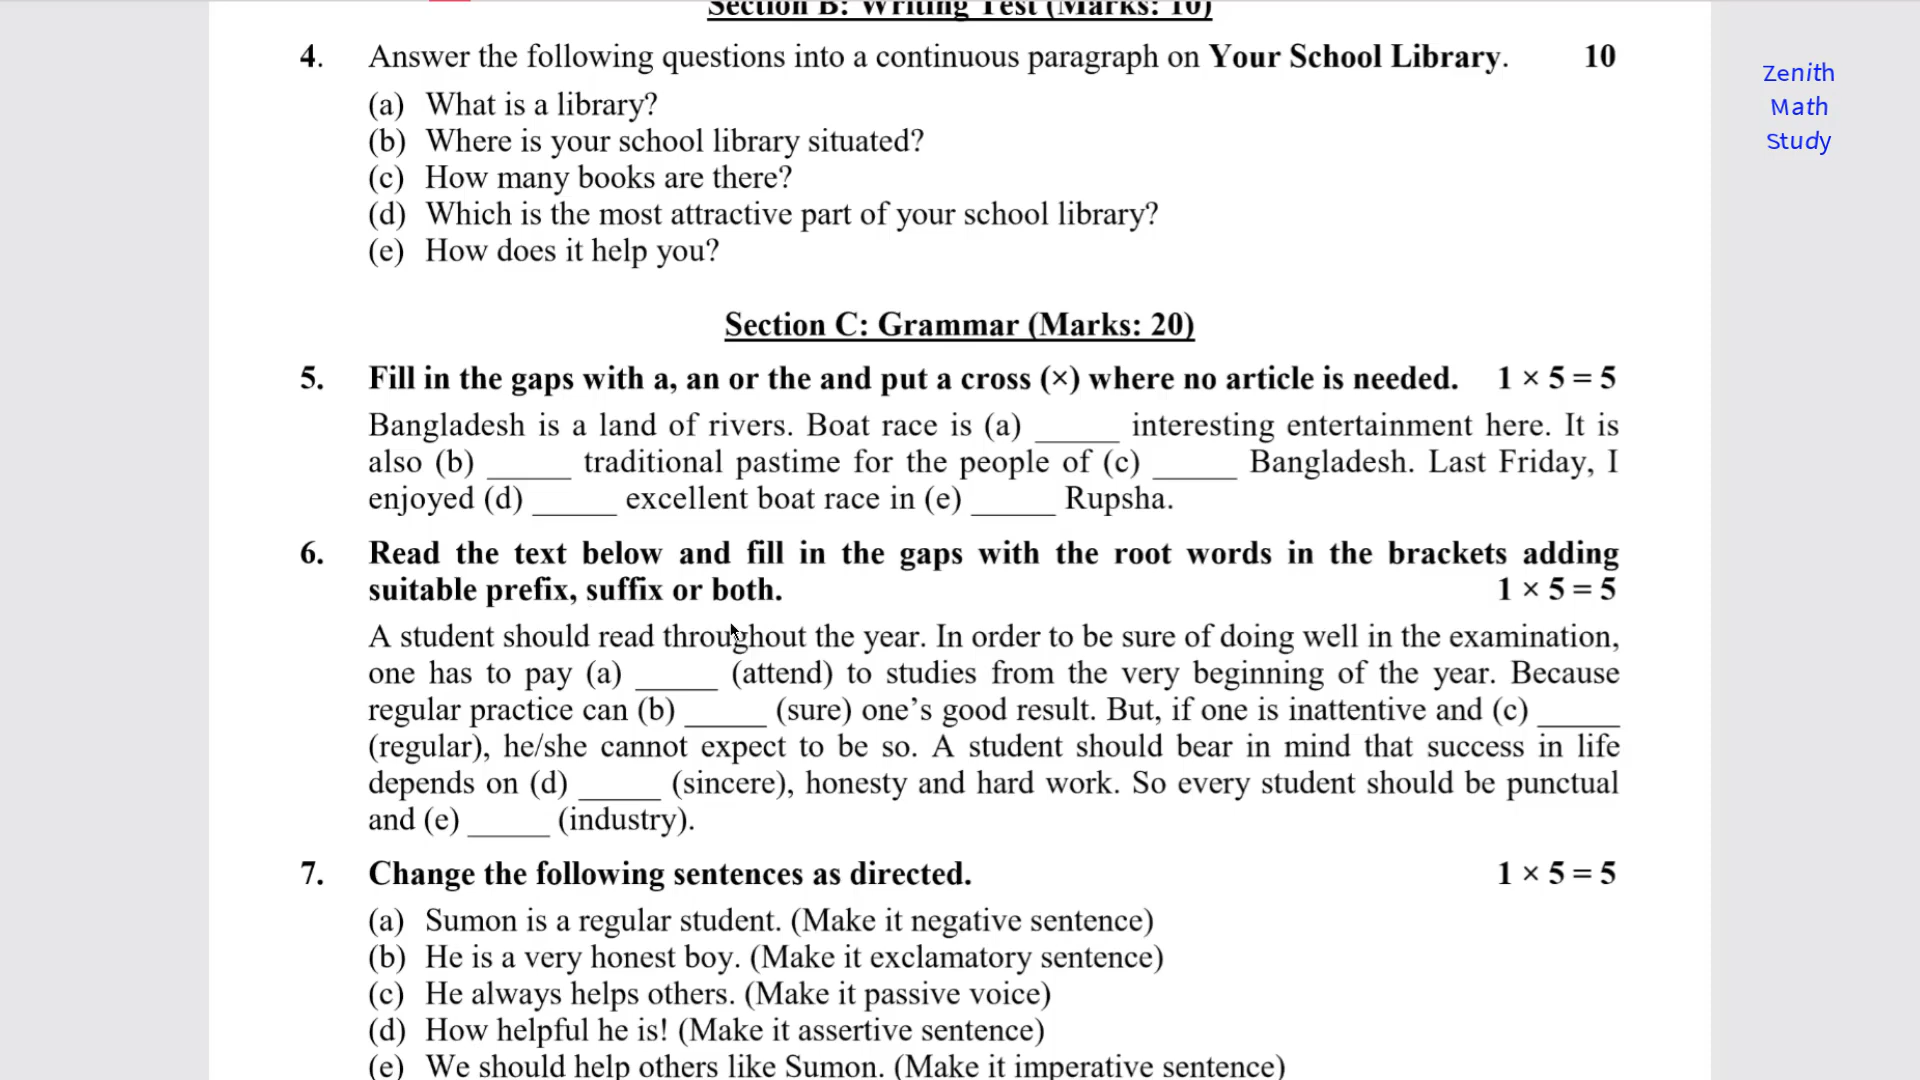 Section B: Writing Test (Marks: 10)
4. Answer the following questions into a continuous paragraph on Your School Library. 10
(a) What is a library?
(b) Where is your school library situated?
(c) How many books are there?
(d) Which is the most attractive part of your school library?
(e) How does it help you?
Section C: Grammar (Marks: 20)
5. Fill in the gaps with a, an or the and put a cross (×) where no article is needed. 1 × 5 = 5
Bangladesh is a land of rivers. Boat race is (a) _____ interesting entertainment here. It is
also (b) _____ traditional pastime for the people of (c) _____ Bangladesh. Last Friday, I
enjoyed (d) _____ excellent boat race in (e) _____ Rupsha.
6. Read the text below and fill in the gaps with the root words in the brackets adding
suitable prefix, suffix or both. 1 × 5 = 5
A student should read throughout the year. In order to be sure of doing well in the examination,
one has to pay (a) _____ (attend) to studies from the very beginning of the year. Because
regular practice can (b) _____ (sure) one’s good result. But, if one is inattentive and (c) _____
(regular), he/she cannot expect to be so. A student should bear in mind that success in life
depends on (d) _____ (sincere), honesty and hard work. So every student should be punctual
and (e) _____ (industry).
7. Change the following sentences as directed. 1 × 5 = 5
(a) Sumon is a regular student. (Make it negative sentence)
(b) He is a very honest boy. (Make it exclamatory sentence)
(c) He always helps others. (Make it passive voice)
(d) How helpful he is! (Make it assertive sentence)
(e) We should help others like Sumon. (Make it imperative sentence)
Zenith
Math
Study